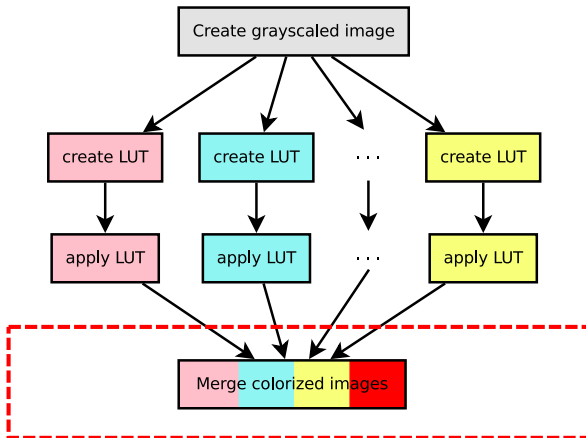 Create grayscaled image
create LUT
create LUT
...
create LUT
apply LUT
apply LUT
...
apply LUT
Merge colorized images